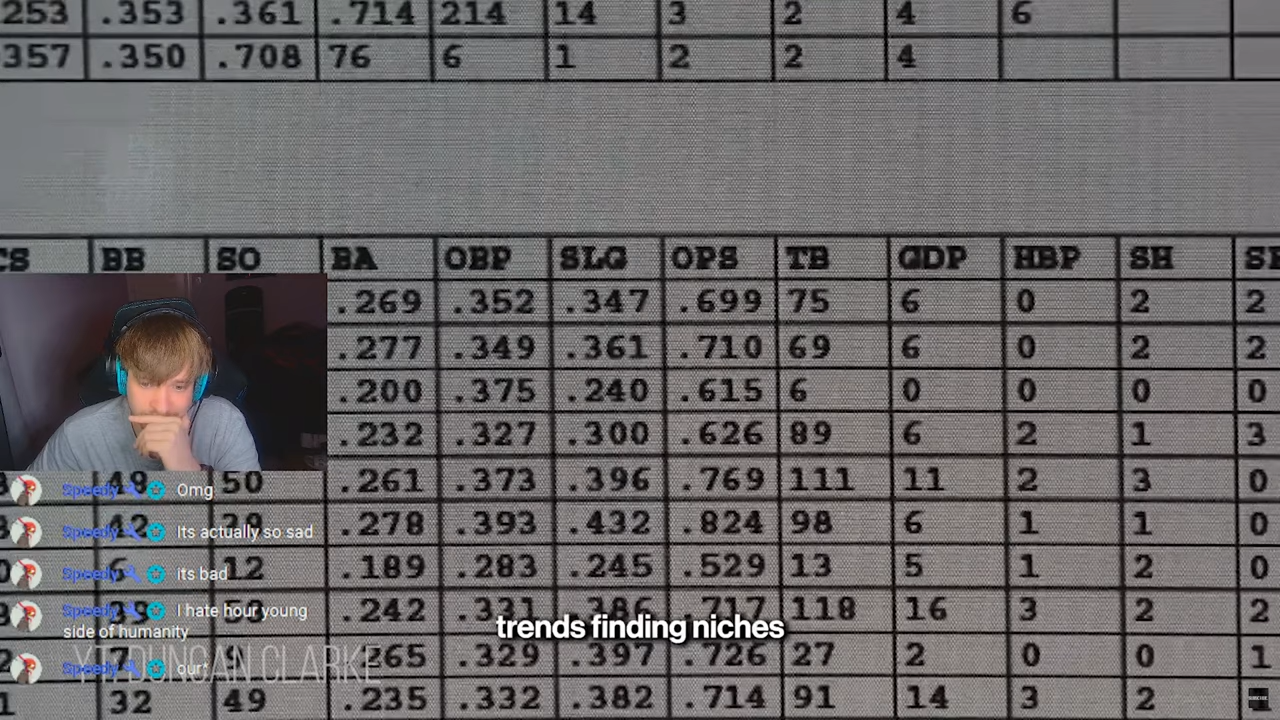 253 .353 .361 .714 214 14 3 2 4 6
357 .350 .708 76 6 1 2 2 4
CS BB SO BA OBP SLG OPS TB GDP HBP SH
.269 .352 .347 .699 75 6 0 2 2
.277 .349 .361 .710 69 6 0 2 2
.200 .375 .240 .615 6 0 0 0 0
.232 .327 .300 .626 89 6 2 1 3
50 .261 .373 .396 .769 111 11 2 3 0
.278 .393 .432 .824 98 6 1 1 0
6 12 .189 .283 .245 .529 13 5 1 2 0
.242 .331 .386 .717 118 16 3 2 2
.329 .397 .726 27 2 0 0 1
1 32 49 .235 .332 .382 .714 91 14 3 2 0
Speedy Omg
Speedy Its actually so sad
Speedy Its bad
Speedy I hate hour young
side of humanity
Speedy our*
trends finding niches
YT DUNCAN CLARKE
SUBSCRIBE